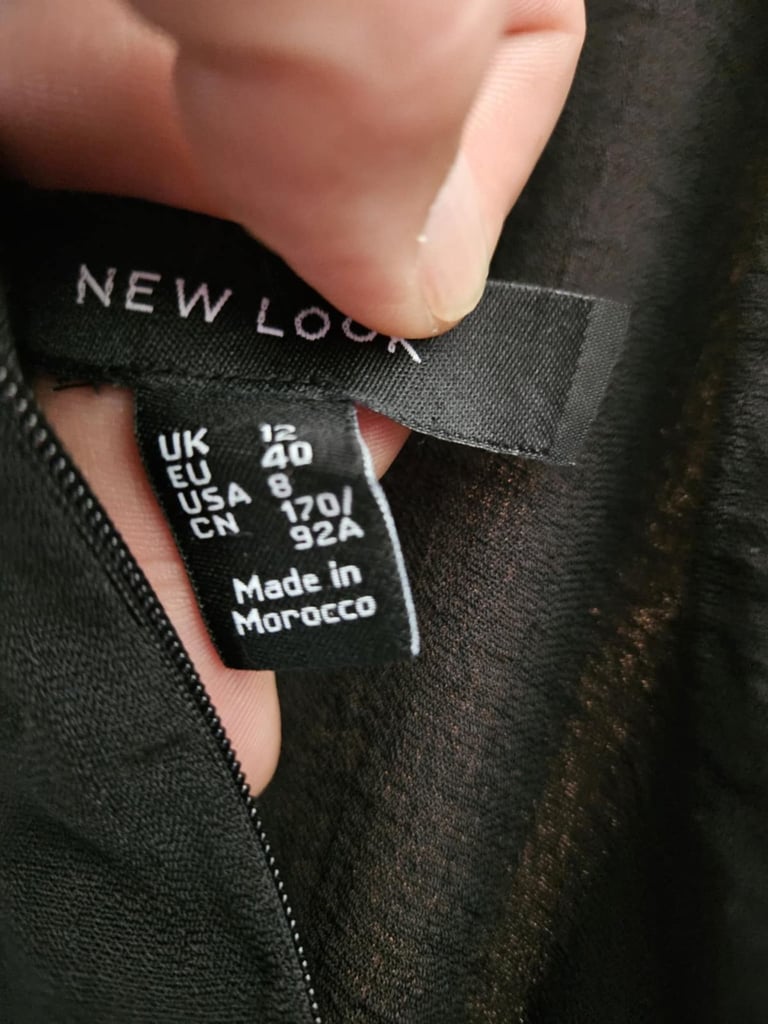 NEW LOOK
UK 12
EU 40
USA 8
CN 170/
92A
Made in
Morocco